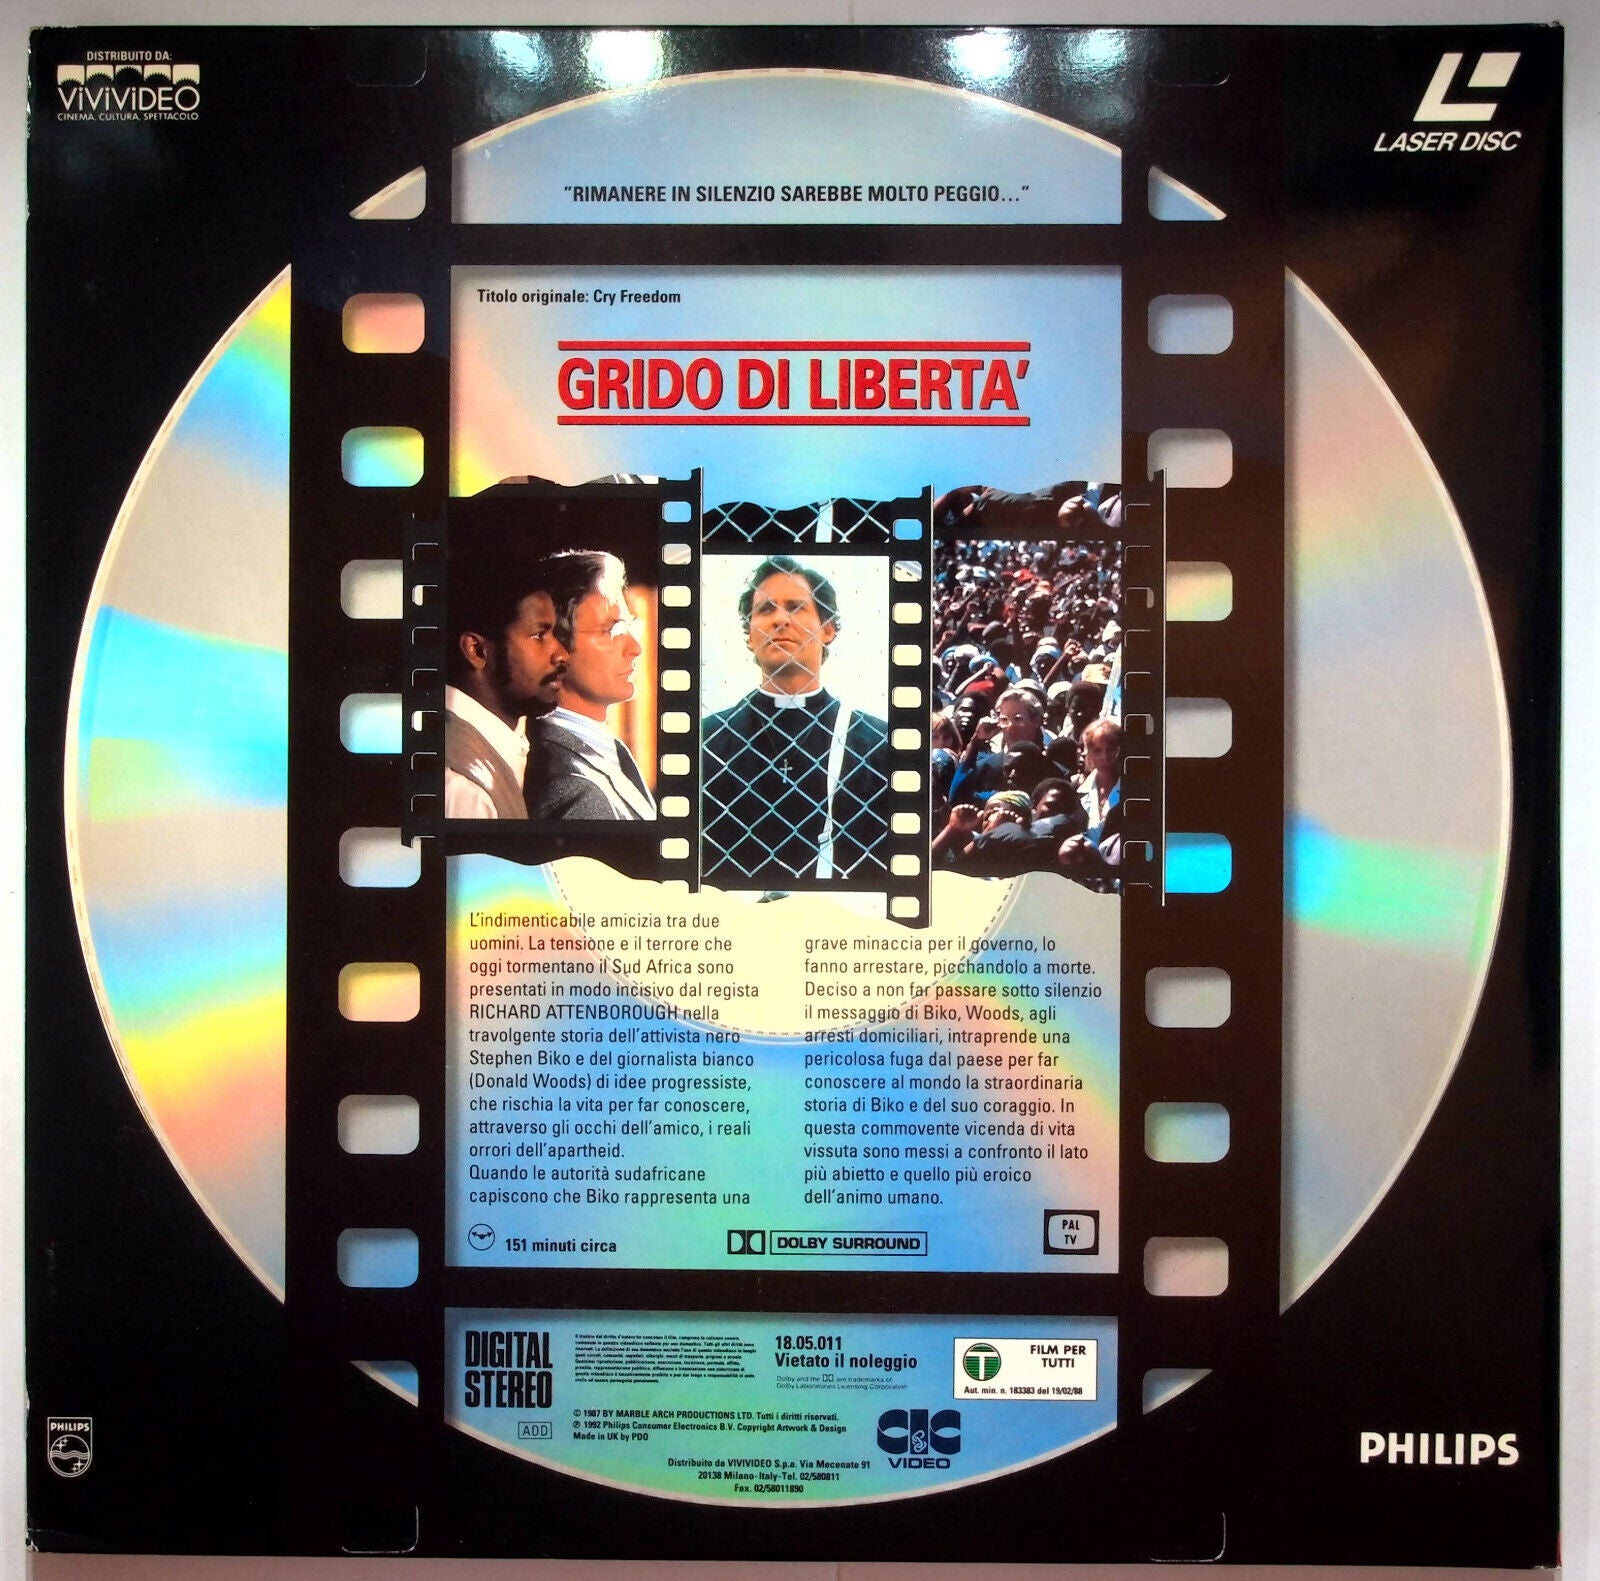 DISTRIBUITO DA:
ViViViDEO
CINEMA, CULTURA, SPETTACOLO
LASER DISC
"RIMANERE IN SILENZIO SAREBBE MOLTO PEGGIO..."
Titolo originale: Cry Freedom
GRIDO DI LIBERTA'
L'indimenticabile amicizia tra due
uomini. La tensione e il terrore che
oggi tormentano il Sud Africa sono
presentati in modo incisivo dal regista
RICHARD ATTENBOROUGH nella
travolgente storia dell'attivista nero
Stephen Biko e del giornalista bianco
(Donald Woods) di idee progressiste,
che rischia la vita per far conoscere,
attraverso gli occhi dell'amico, i reali
orrori dell'apartheid.
Quando le autorità sudafricane
capiscono che Biko rappresenta una
grave minaccia per il governo, lo
fanno arrestare, picchandolo a morte.
Deciso a non far passare sotto silenzio
il messaggio di Biko, Woods, agli
arresti domiciliari, intraprende una
pericolosa fuga dal paese per far
conoscere al mondo la straordinaria
storia di Biko e del suo coraggio. In
questa commovente vicenda di vita
vissuta sono messi a confronto il lato
più abietto e quello più eroico
dell'animo umano.
151 minuti circa
DOLBY SURROUND
PAL
TV
DIGITAL
STEREO
ADD
18.05.011
Vietato il noleggio
Dolby and the are trademarks of
Dolby Laboratories Licensing Corporation
T
FILM PER
TUTTI
Aut. min. n. 183383 del 19/02/88
© 1987 BY MARBLE ARCH PRODUCTIONS LTD. Tutti i diritti riservati.
℗ 1992 Philips Consumer Electronics B.V. Copyright Artwork & Design
Made in UK by PDO
CIC
&
VIDEO
Distribuito da VIVIVIDEO S.p.a. Via Mecenate 91
20138 Milano-Italy-Tel. 02/580811
Fax. 02/58011890
PHILIPS
PHILIPS